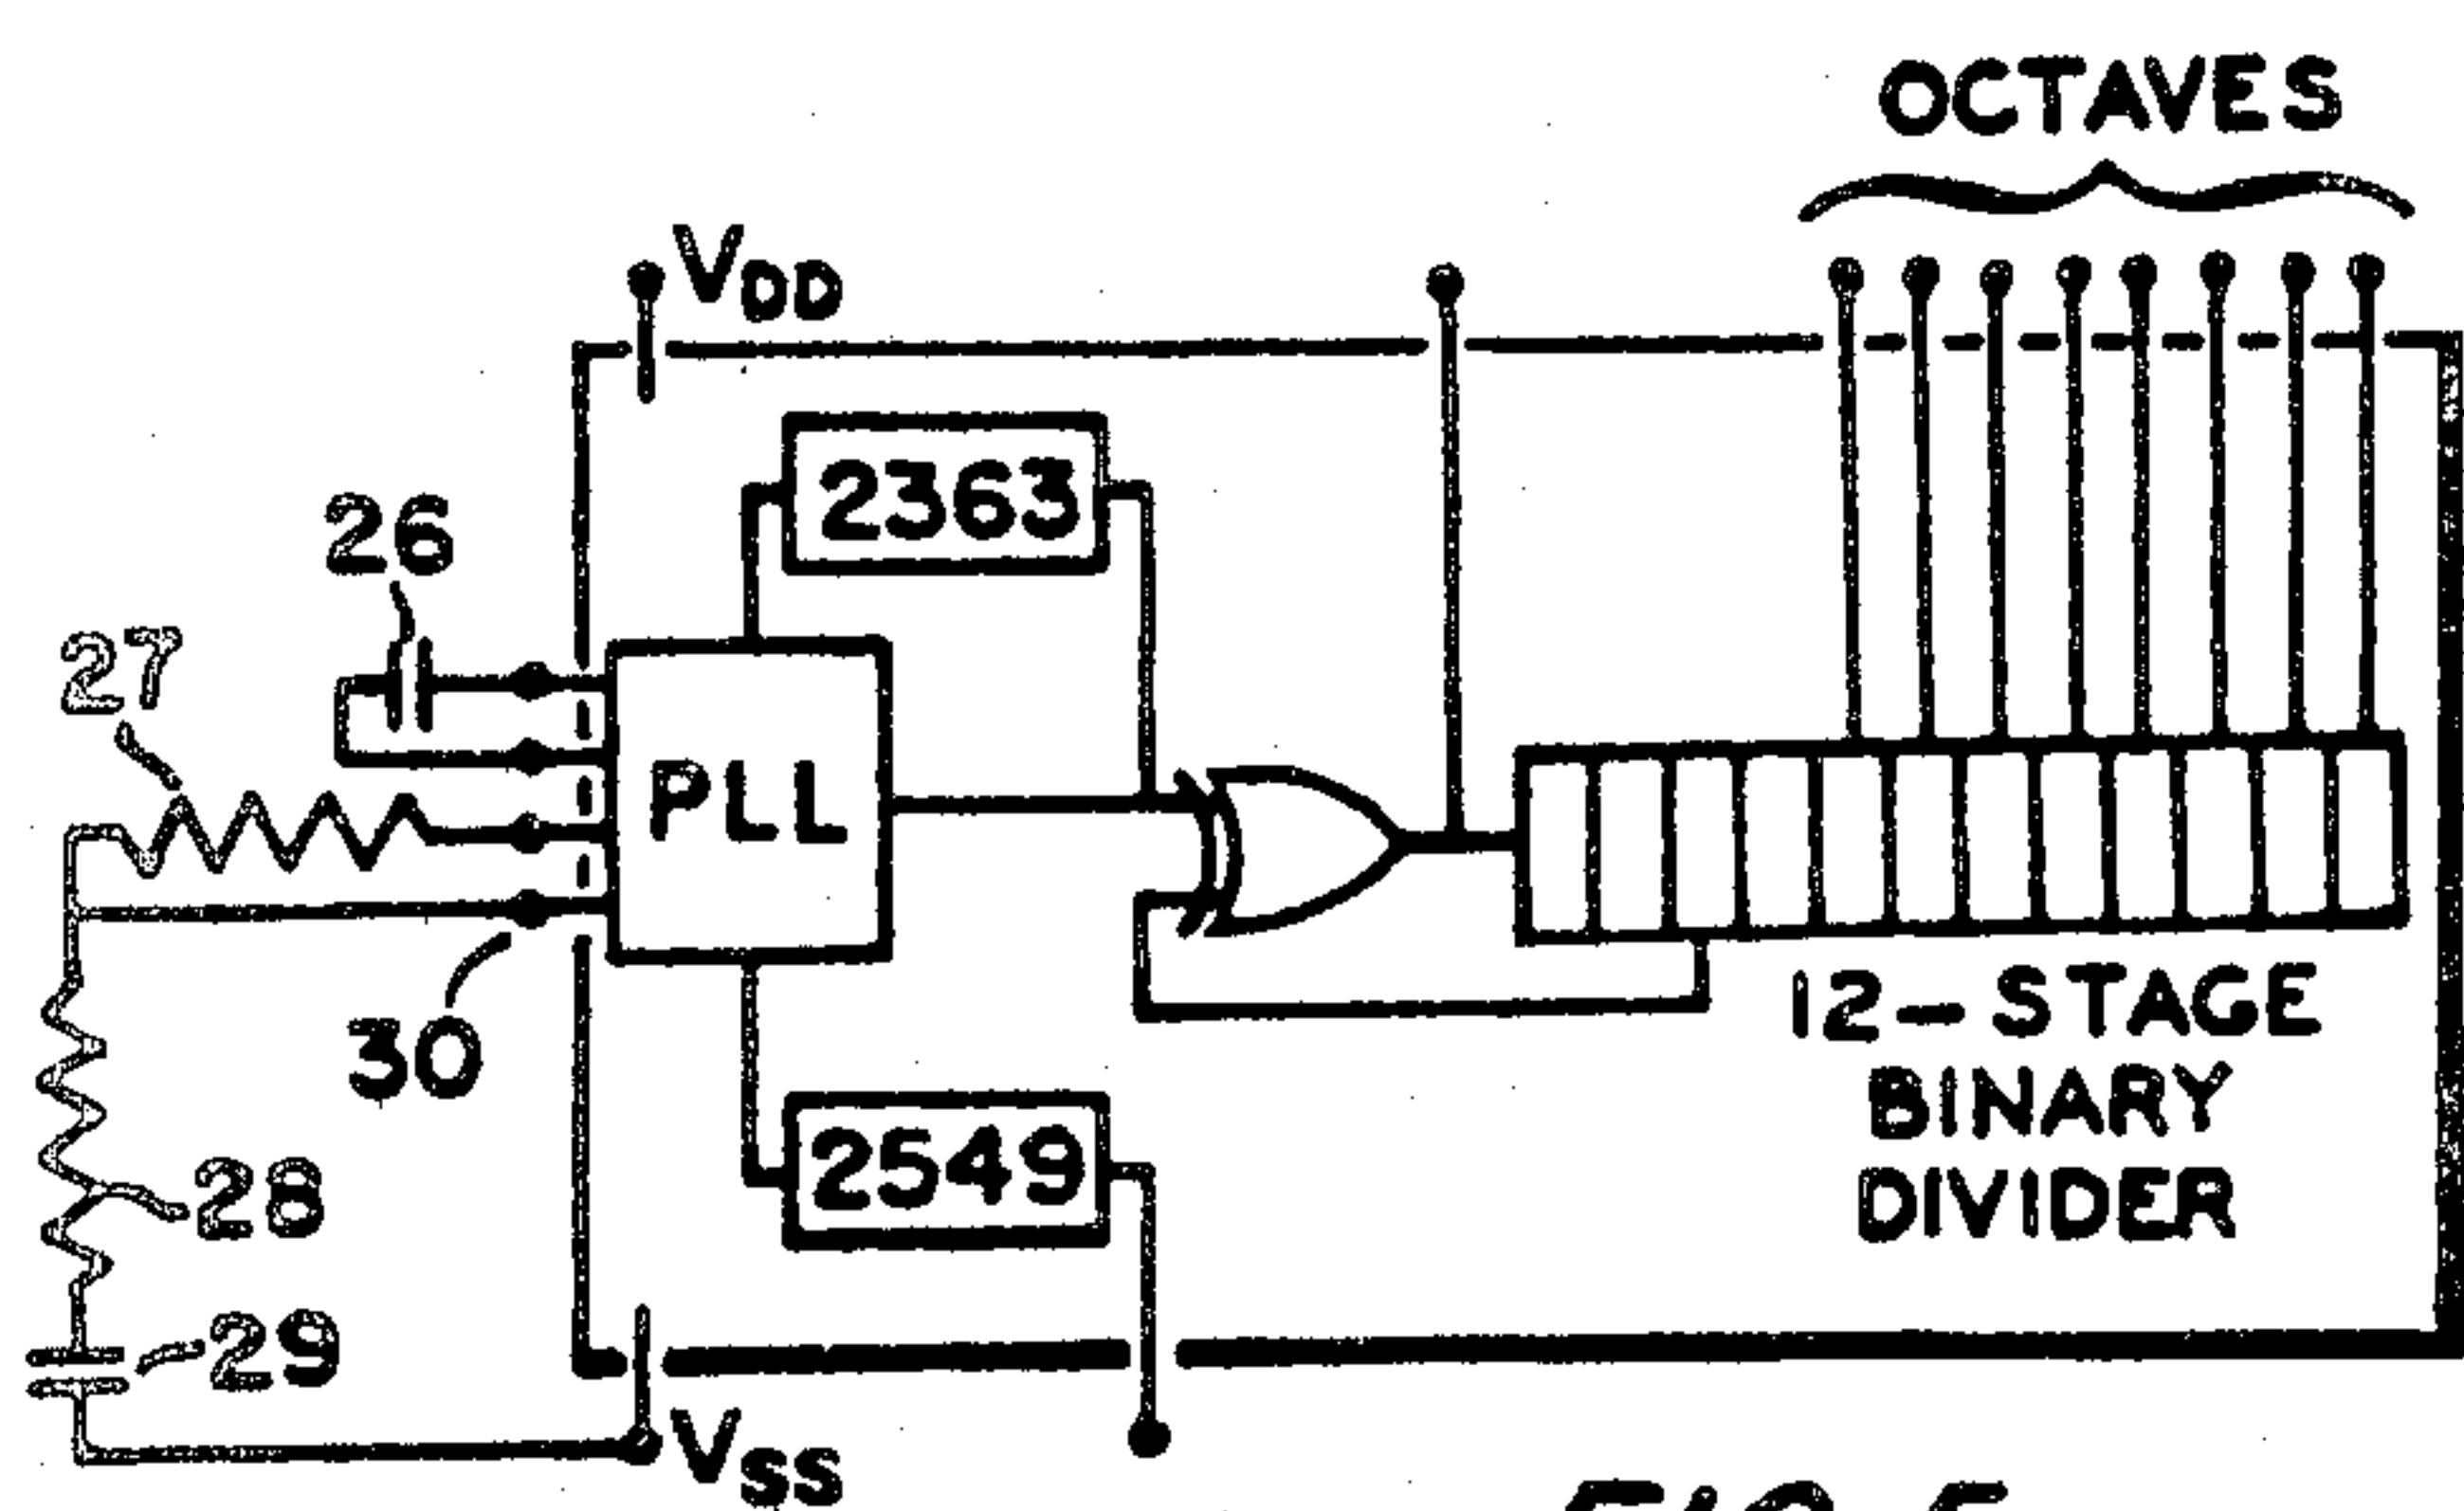 OCTAVES
VDD
2363
26
27
PLL
30
12-STAGE
BINARY
DIVIDER
2549
28
29
VSS